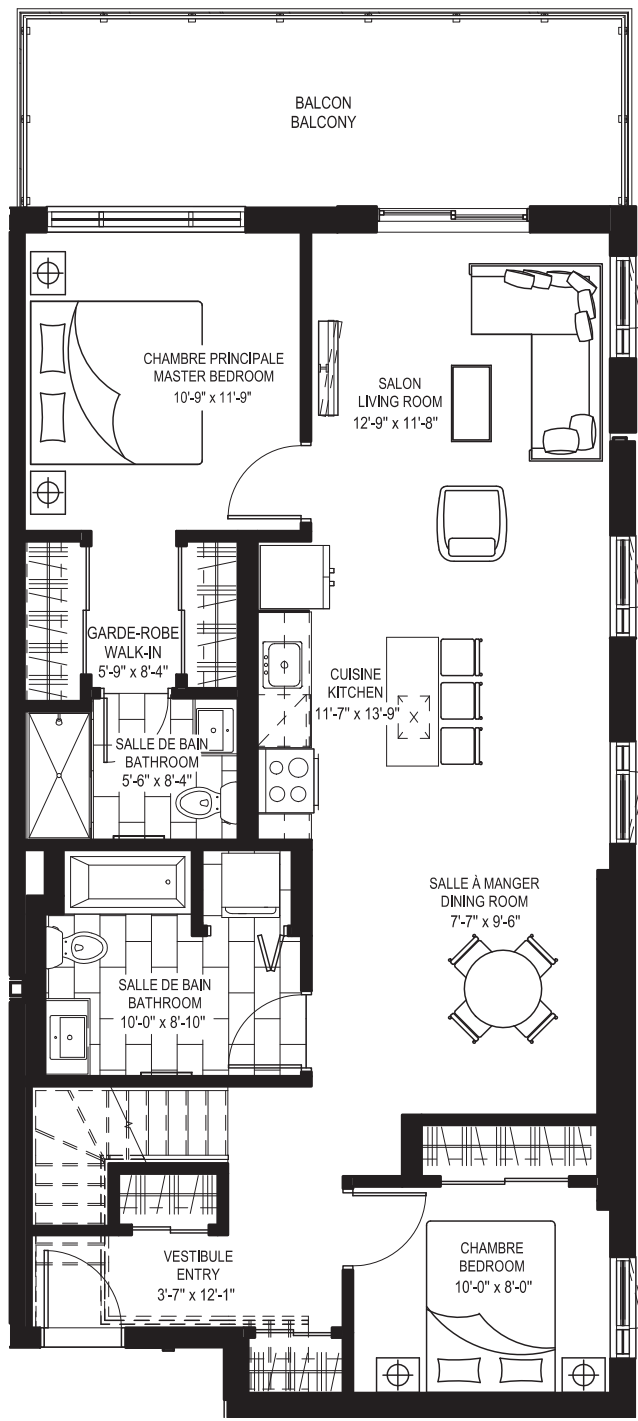 BALCON
BALCONY
CHAMBRE PRINCIPALE
MASTER BEDROOM
10'-9" x 11'-9"
SALON
LIVING ROOM
12'-9" x 11'-8"
GARDE-ROBE
WALK-IN
5'-9" x 8'-4"
CUISINE
KITCHEN
11'-7" x 13'-9"
SALLE DE BAIN
BATHROOM
5'-6" x 8'-4"
SALLE À MANGER
DINING ROOM
7'-7" x 9'-6"
SALLE DE BAIN
BATHROOM
10'-0" x 8'-10"
VESTIBULE
ENTRY
3'-7" x 12'-1"
CHAMBRE
BEDROOM
10'-0" x 8'-0"